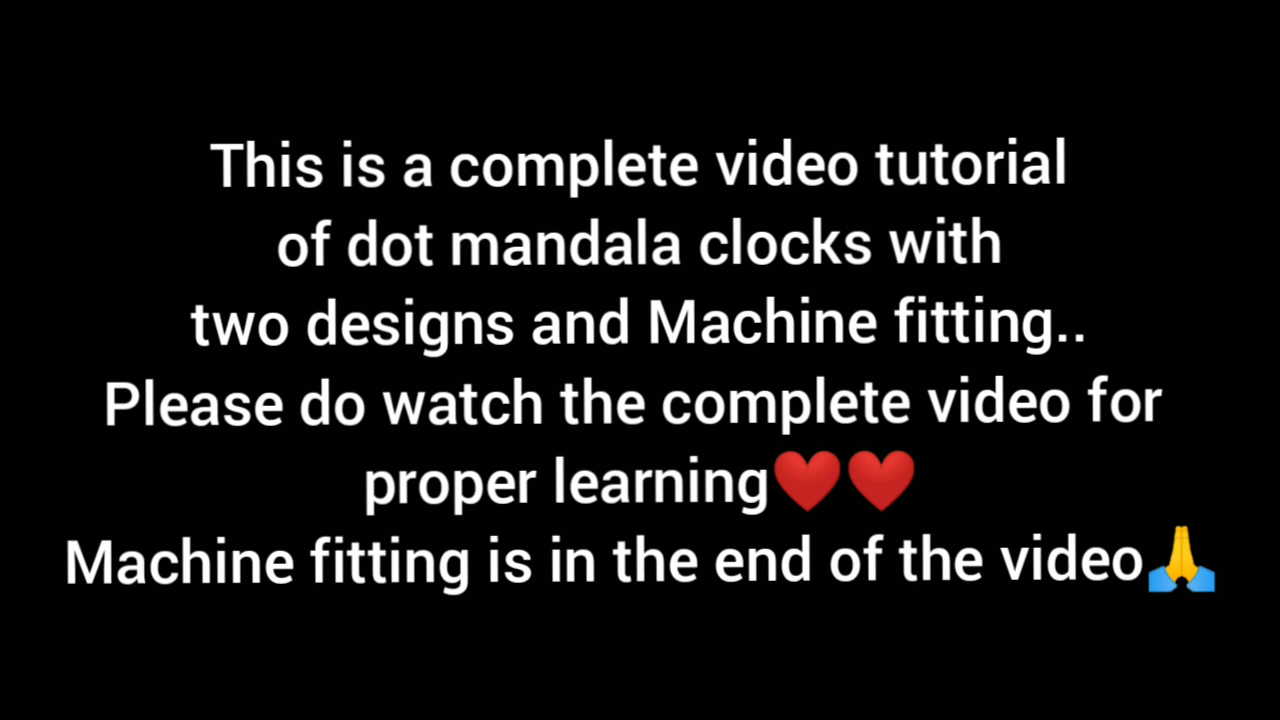 This is a complete video tutorial
of dot mandala clocks with
two designs and Machine fitting..
Please do watch the complete video for
proper learning❤️❤️
Machine fitting is in the end of the video🙏